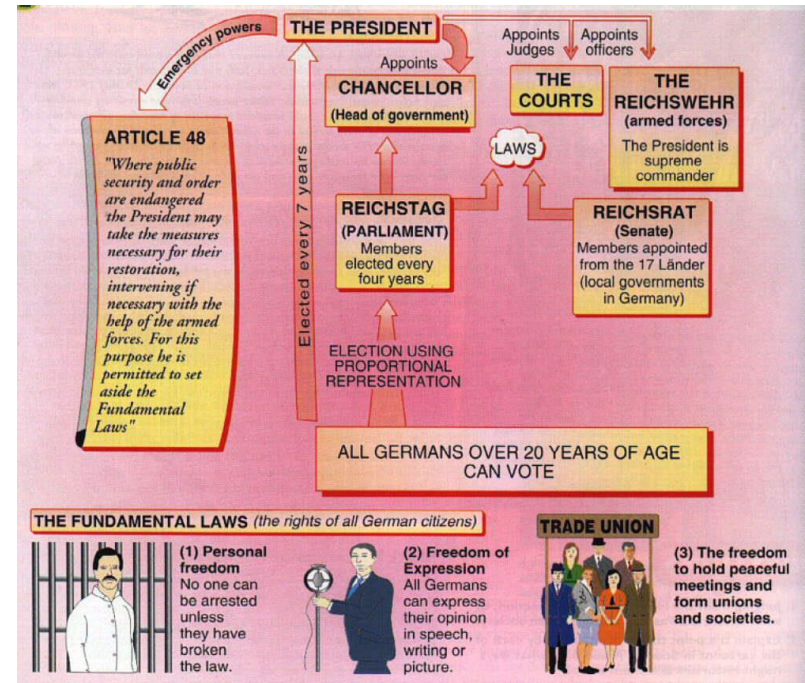 THE PRESIDENT
Emergency powers
Appoints
Appoints
Judges
Appoints
officers
CHANCELLOR
(Head of government)
THE
COURTS
THE
REICHSWEHR
(armed forces)
The President is
supreme
commander
LAWS
ARTICLE 48
"Where public
security and order
are endangered
the President may
take the measures
necessary for their
restoration,
intervening if
necessary with the
help of the armed
forces. For this
purpose he is
permitted to set
aside the
Fundamental
Laws"
Elected every 7 years
REICHSTAG
(PARLIAMENT)
Members
elected every
four years
REICHSRAT
(Senate)
Members appointed
from the 17 Länder
(local governments
in Germany)
ELECTION USING
PROPORTIONAL
REPRESENTATION
ALL GERMANS OVER 20 YEARS OF AGE
CAN VOTE
THE FUNDAMENTAL LAWS (the rights of all German citizens)
(1) Personal
freedom
No one can
be arrested
unless
they have
broken
the law.
(2) Freedom of
Expression
All Germans
can express
their opinion
in speech,
writing or
picture.
TRADE UNION
(3) The freedom
to hold peaceful
meetings and
form unions
and societies.